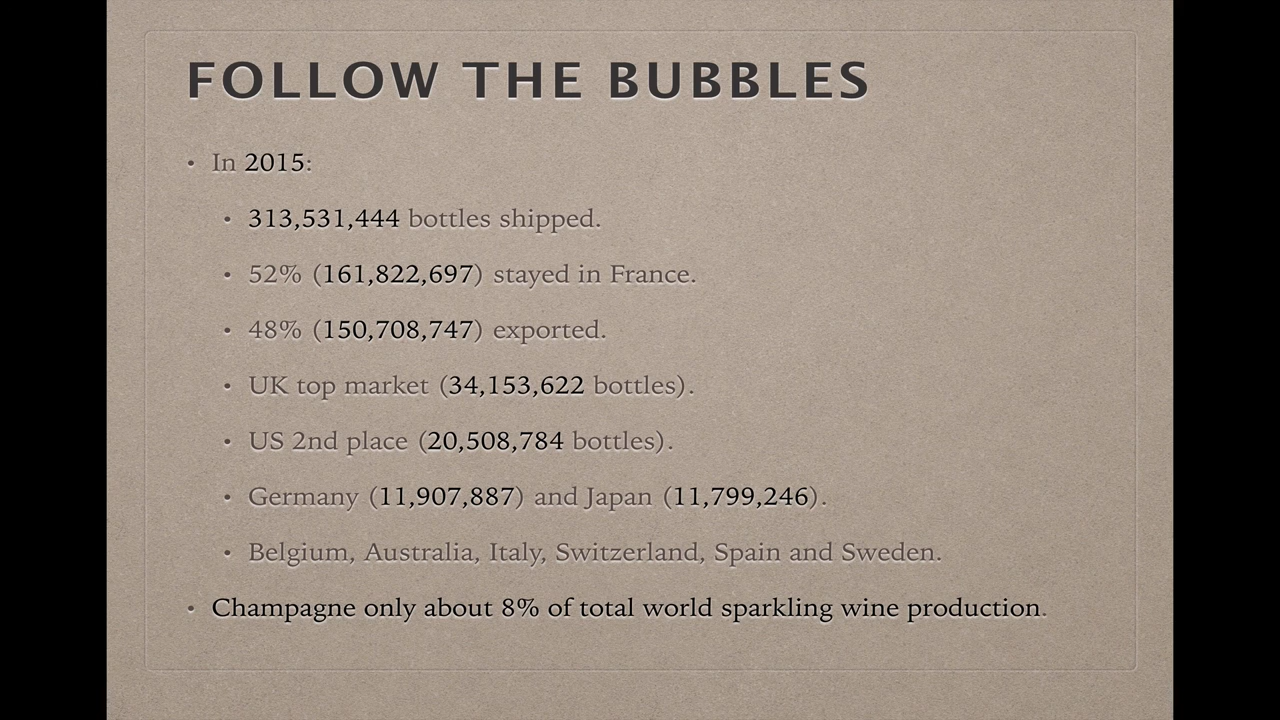 FOLLOW THE BUBBLES
• In 2015:
• 313,531,444 bottles shipped.
• 52% (161,822,697) stayed in France.
• 48% (150,708,747) exported.
• UK top market (34,153,622 bottles).
• US 2nd place (20,508,784 bottles).
• Germany (11,907,887) and Japan (11,799,246).
• Belgium, Australia, Italy, Switzerland, Spain and Sweden.
• Champagne only about 8% of total world sparkling wine production.